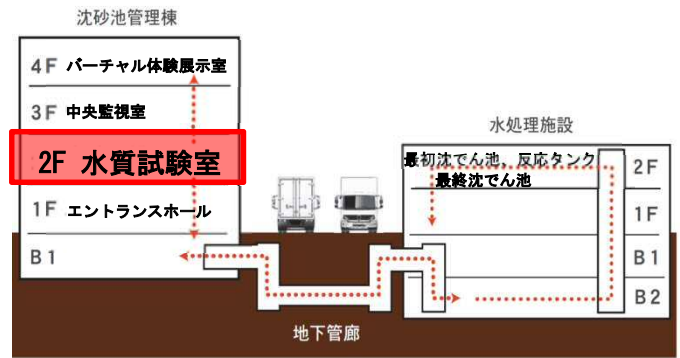 沈砂池管理棟
4F バーチャル体験展示室
3F 中央監視室
2F 水質試験室
1F エントランスホール
B1
水処理施設
最初沈でん池、反応タンク
最終沈でん池
2F
1F
B1
B2
地下管廊